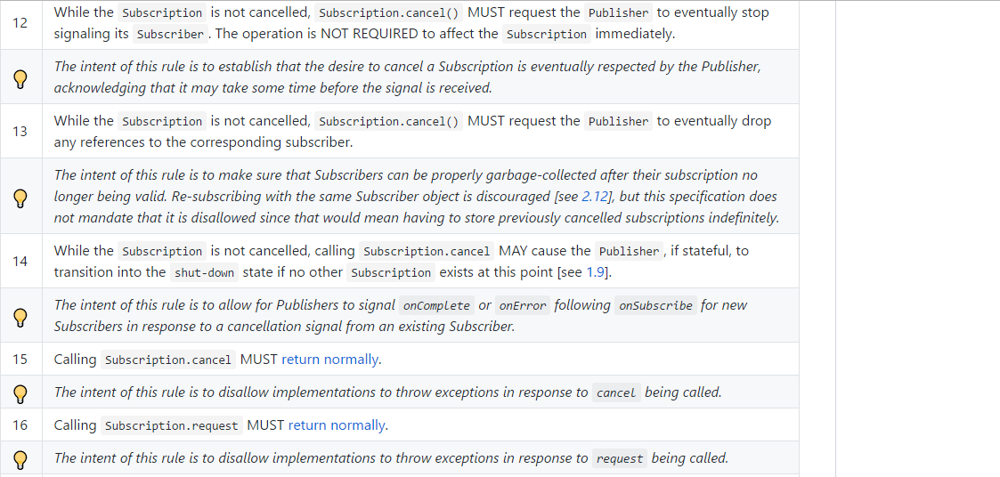 12 While the Subscription is not cancelled, Subscription.cancel() MUST request the Publisher to eventually stop
signaling its Subscriber. The operation is NOT REQUIRED to affect the Subscription immediately.
The intent of this rule is to establish that the desire to cancel a Subscription is eventually respected by the Publisher,
acknowledging that it may take some time before the signal is received.
13 While the Subscription is not cancelled, Subscription.cancel() MUST request the Publisher to eventually drop
any references to the corresponding subscriber.
The intent of this rule is to make sure that Subscribers can be properly garbage-collected after their subscription no
longer being valid. Re-subscribing with the same Subscriber object is discouraged [see 2.12], but this specification does
not mandate that it is disallowed since that would mean having to store previously cancelled subscriptions indefinitely.
14 While the Subscription is not cancelled, calling Subscription.cancel MAY cause the Publisher, if stateful, to
transition into the shut-down state if no other Subscription exists at this point [see 1.9].
The intent of this rule is to allow for Publishers to signal onComplete or onError following onSubscribe for new
Subscribers in response to a cancellation signal from an existing Subscriber.
15 Calling Subscription.cancel MUST return normally.
The intent of this rule is to disallow implementations to throw exceptions in response to cancel being called.
16 Calling Subscription.request MUST return normally.
The intent of this rule is to disallow implementations to throw exceptions in response to request being called.